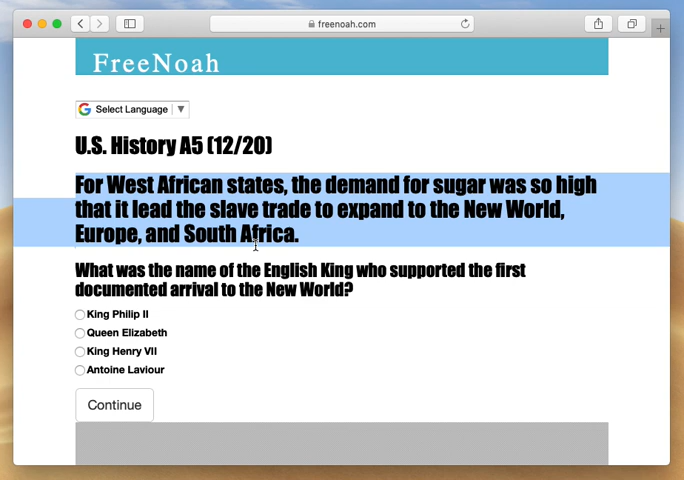 freenoah.com
FreeNoah
Select Language ▼
U.S. History A5 (12/20)
For West African states, the demand for sugar was so high
that it lead the slave trade to expand to the New World,
Europe, and South Africa.
What was the name of the English King who supported the first
documented arrival to the New World?
King Philip II
Queen Elizabeth
King Henry VII
Antoine Laviour
Continue